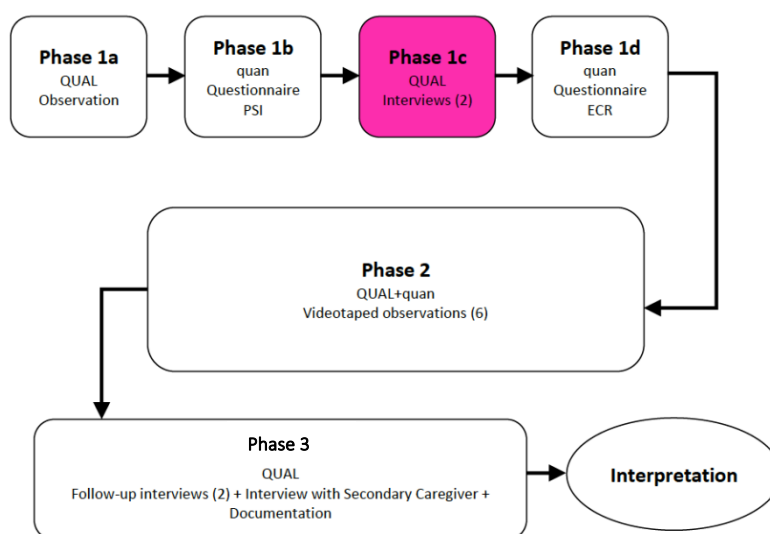 Phase 1a
QUAL
Observation
Phase 1b
quan
Questionnaire
PSI
Phase 1c
QUAL
Interviews (2)
Phase 1d
quan
Questionnaire
ECR
Phase 2
QUAL+quan
Videotaped observations (6)
Phase 3
QUAL
Follow-up interviews (2) + Interview with Secondary Caregiver +
Documentation
Interpretation